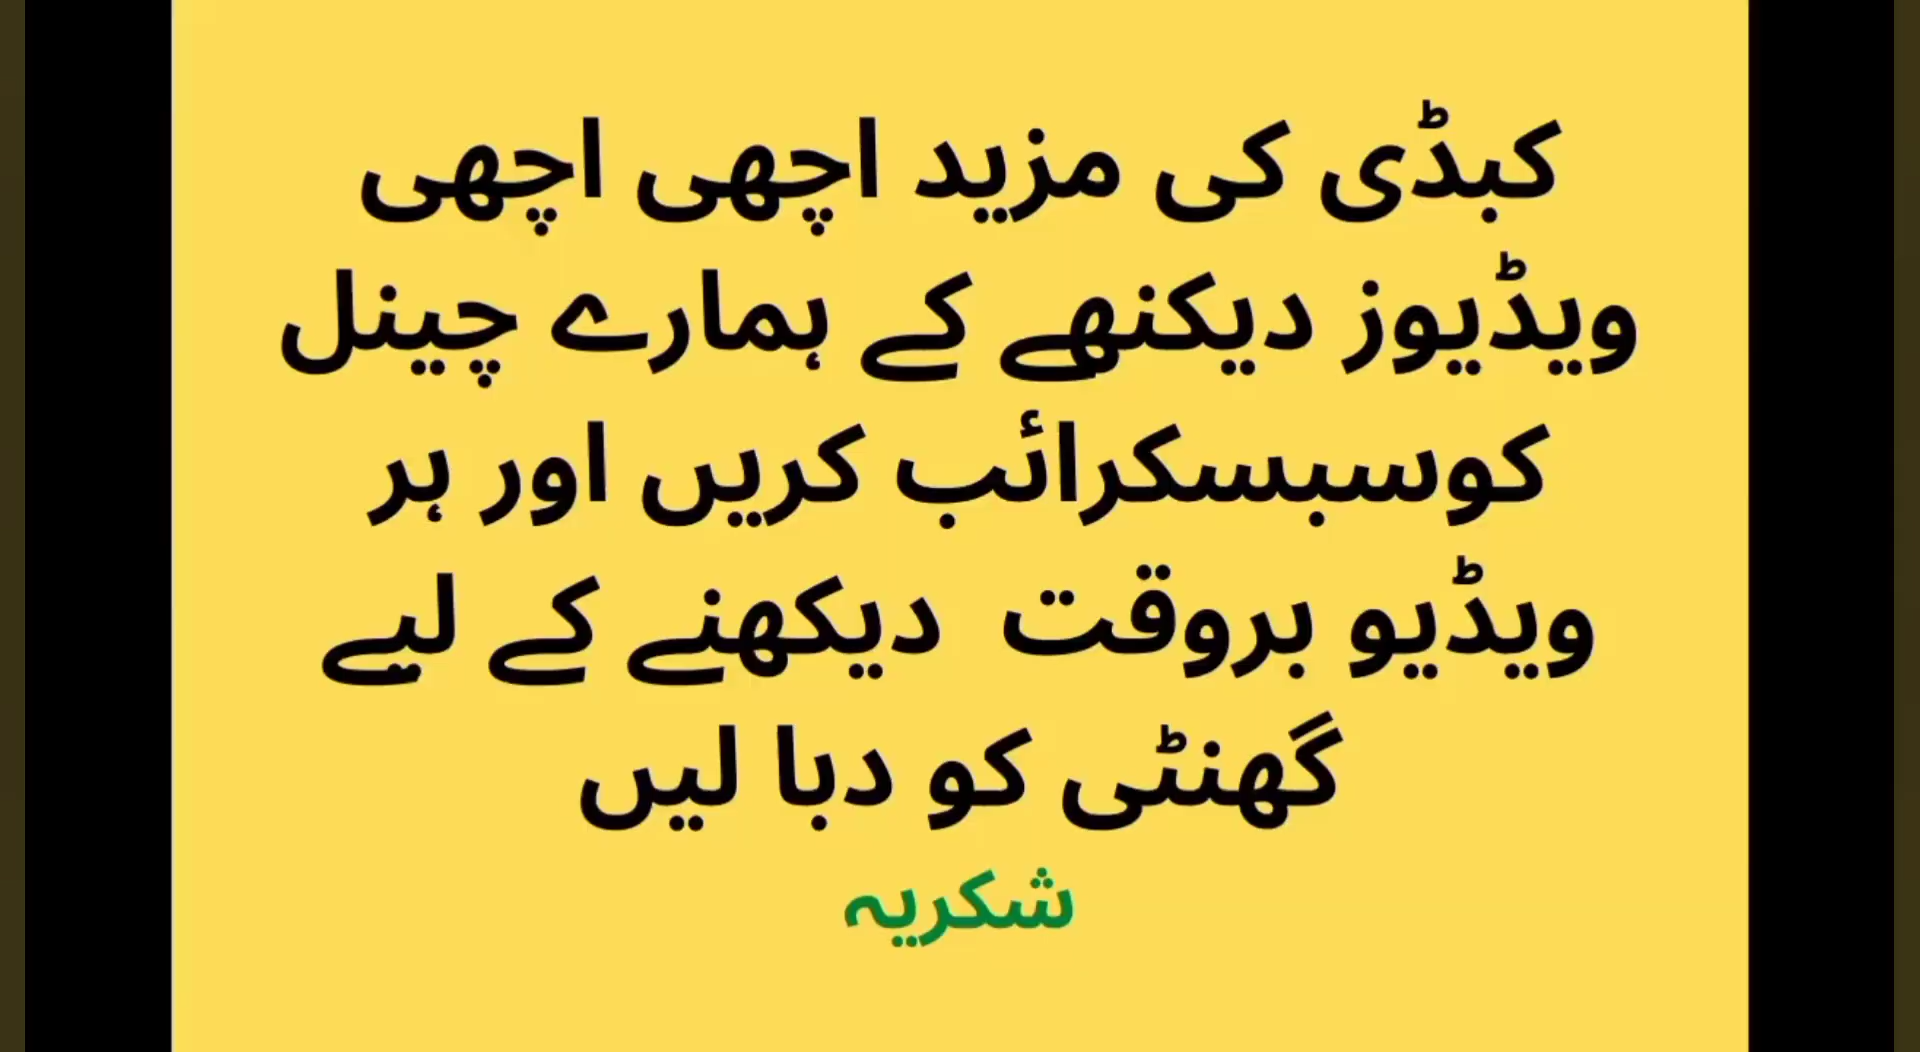 کبڈی کی مزید اچھی اچھی
ویڈیوز دیکنھے کے ہمارے چینل
کوسبسکرائب کریں اور ہر
ویڈیو بروقت دیکھنے کے لیے
گھنٹی کو دبا لیں
شکریہ